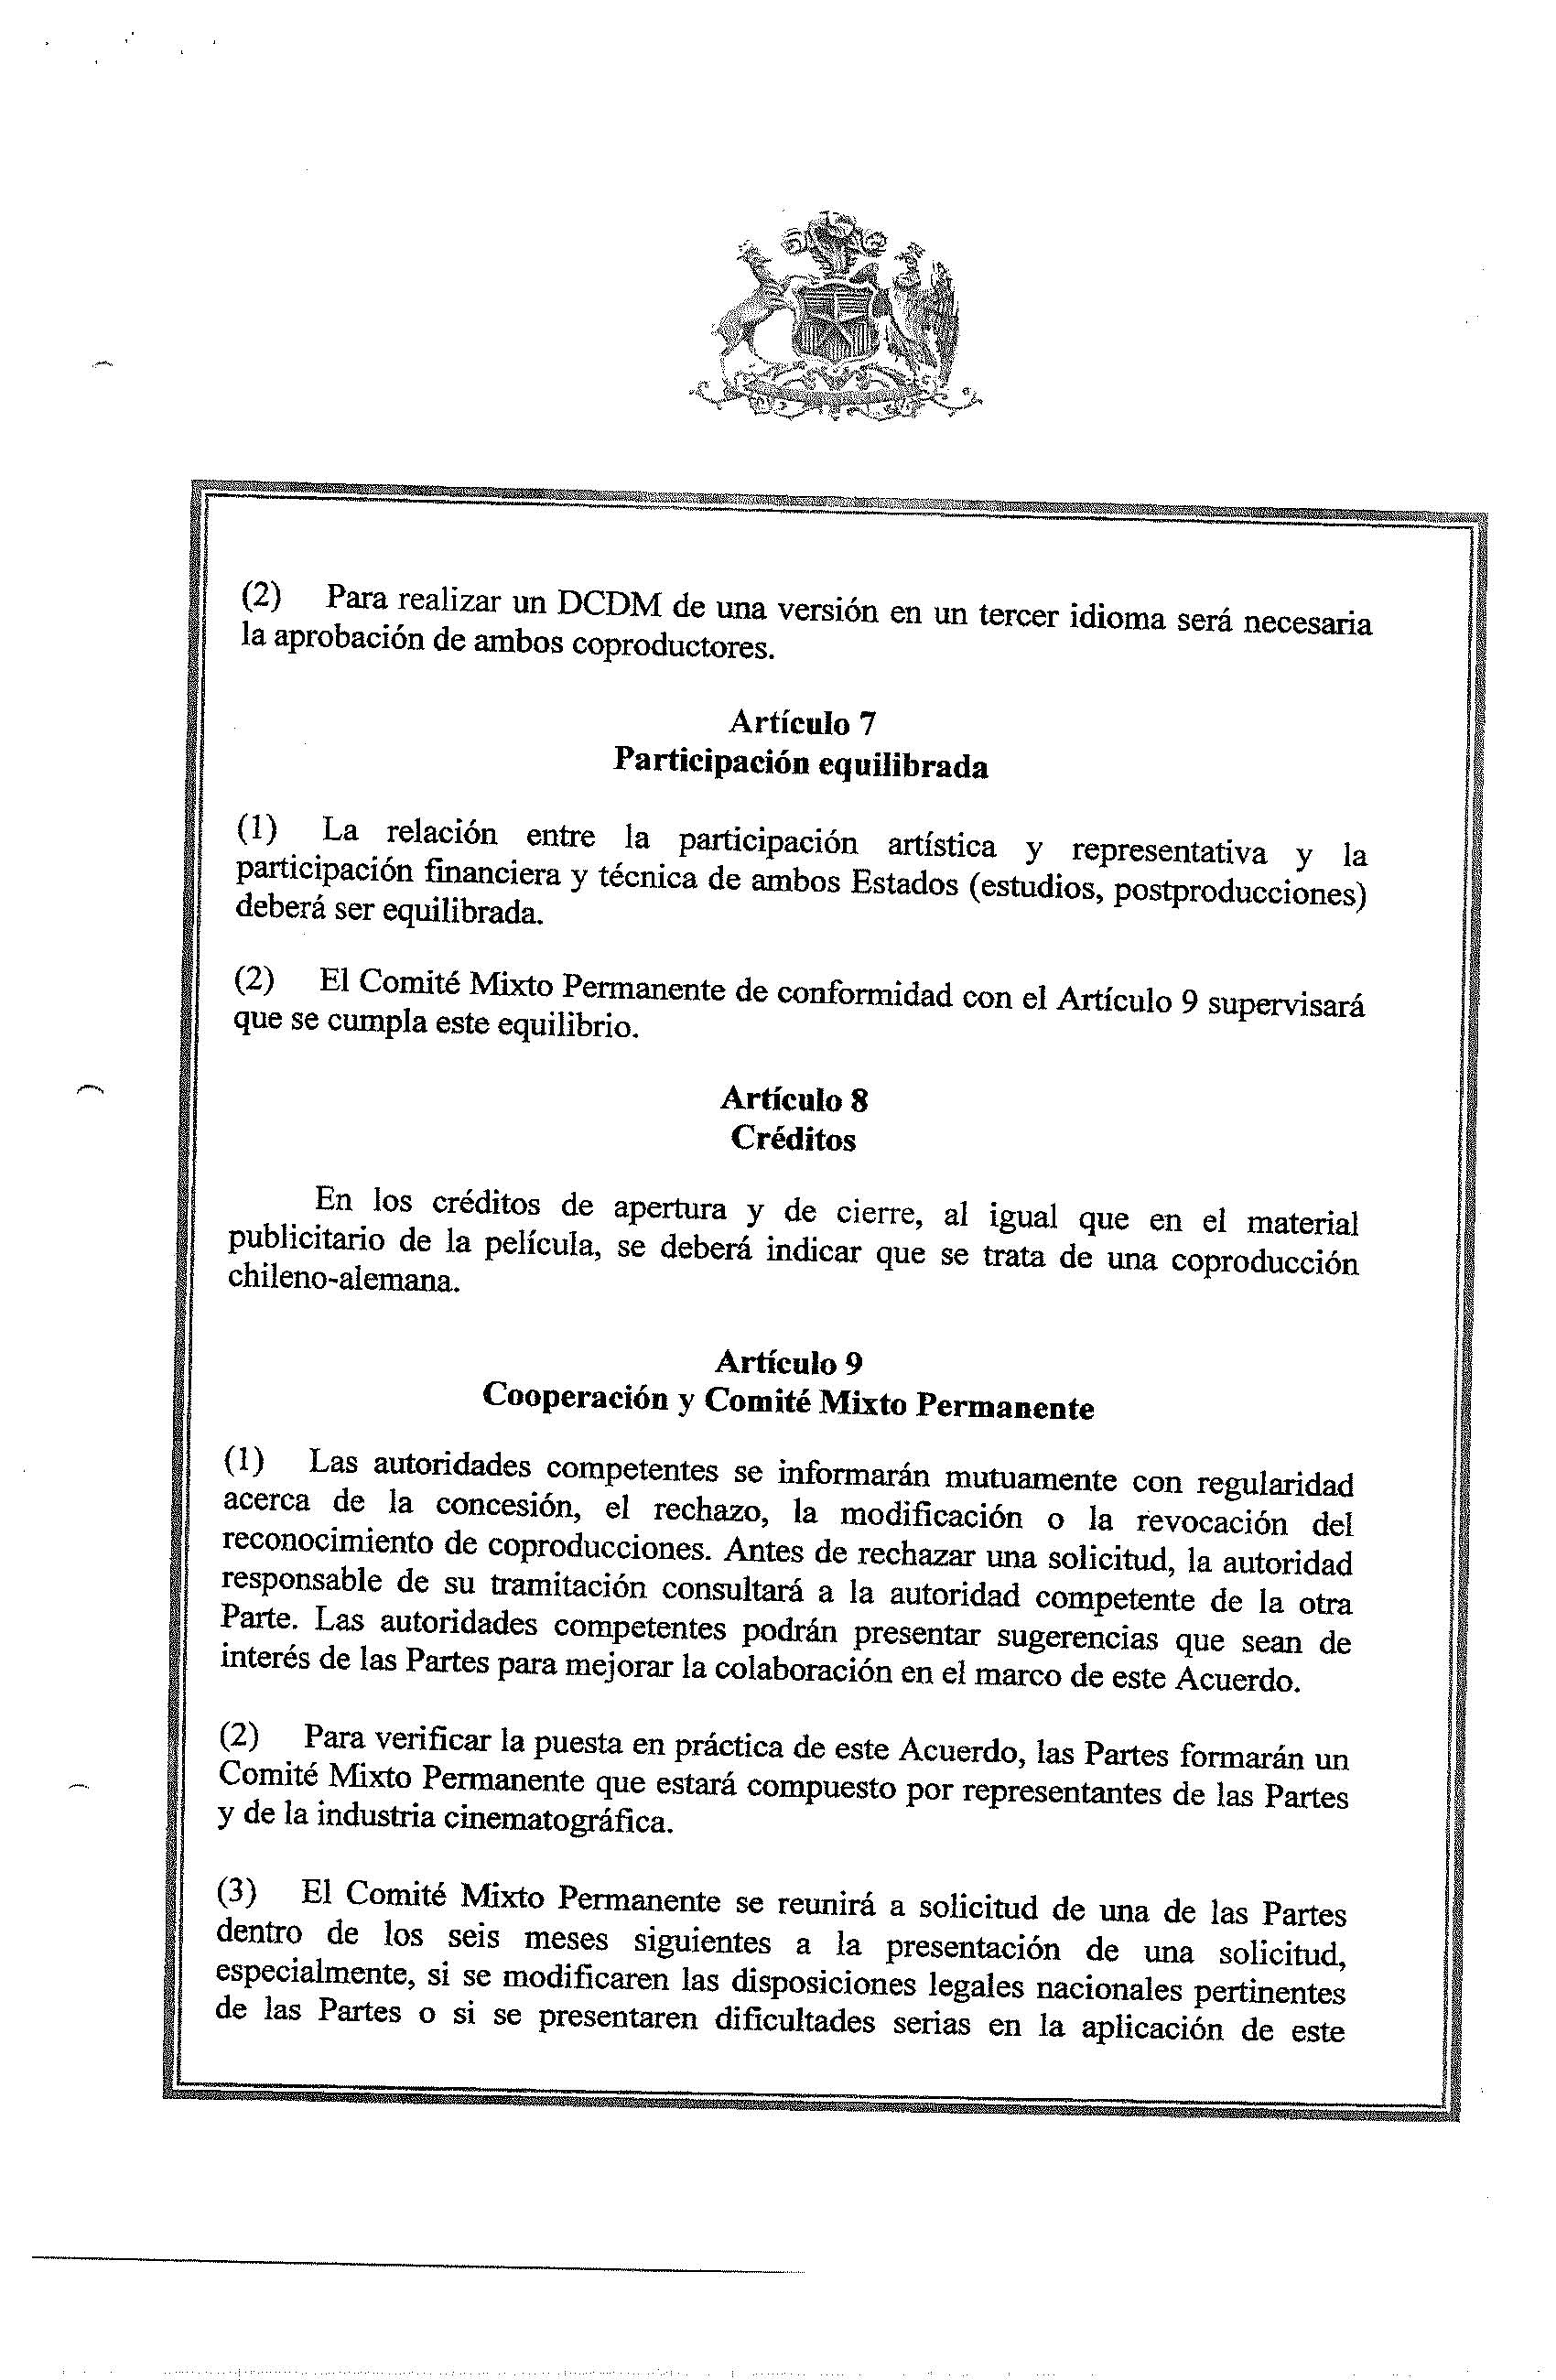 (2) Para realizar un DCDM de una versión en un tercer idioma será necesaria
la aprobación de ambos coproductores.
Artículo 7
Participación equilibrada
(1) La relación entre la participación artística y representativa y la
participación financiera y técnica de ambos Estados (estudios, postproducciones)
deberá ser equilibrada.
(2) El Comité Mixto Permanente de conformidad con el Artículo 9 supervisará
que se cumpla este equilibrio.
Artículo 8
Créditos
En los créditos de apertura y de cierre, al igual que en el material
publicitario de la película, se deberá indicar que se trata de una coproducción
chileno-alemana.
Artículo 9
Cooperación y Comité Mixto Permanente
(1) Las autoridades competentes se informarán mutuamente con regularidad
acerca de la concesión, el rechazo, la modificación o la revocación del
reconocimiento de coproducciones. Antes de rechazar una solicitud, la autoridad
responsable de su tramitación consultará a la autoridad competente de la otra
Parte. Las autoridades competentes podrán presentar sugerencias que sean de
interés de las Partes para mejorar la colaboración en el marco de este Acuerdo.
(2) Para verificar la puesta en práctica de este Acuerdo, las Partes formarán un
Comité Mixto Permanente que estará compuesto por representantes de las Partes
y de la industria cinematográfica.
(3) El Comité Mixto Permanente se reunirá a solicitud de una de las Partes
dentro de los seis meses siguientes a la presentación de una solicitud,
especialmente, si se modificaren las disposiciones legales nacionales pertinentes
de las Partes o si se presentaren dificultades serias en la aplicación de este